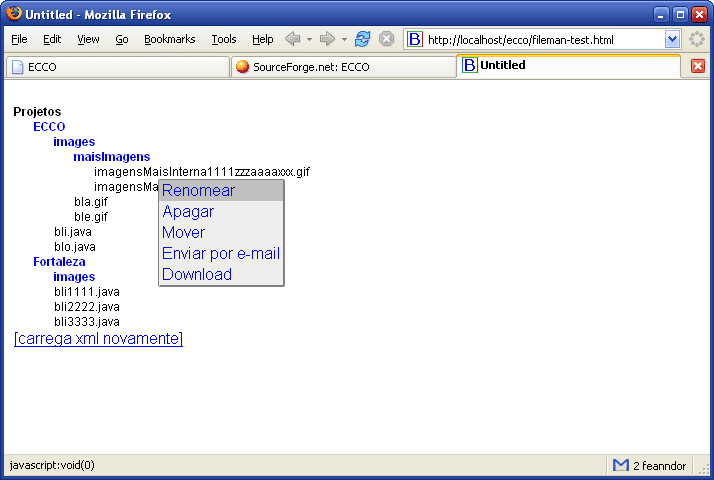 Untitled - Mozilla Firefox
File Edit View Go Bookmarks Tools Help http://localhost/ecco/fileman-test.html
ECCO SourceForge.net: ECCO Untitled
Projetos
ECCO
images
maisImagens
imagensMaisInterna1111zzzaaaaxxx.gif
imagensMa
Renomear
bla.gif
Apagar
ble.gif
bli.java
Mover
blo.java
Enviar por e-mail
Fortaleza
images
Download
bli1111.java
bli2222.java
bli3333.java
[carrega xml novamente]
javascript:void(0) 2 feanndor